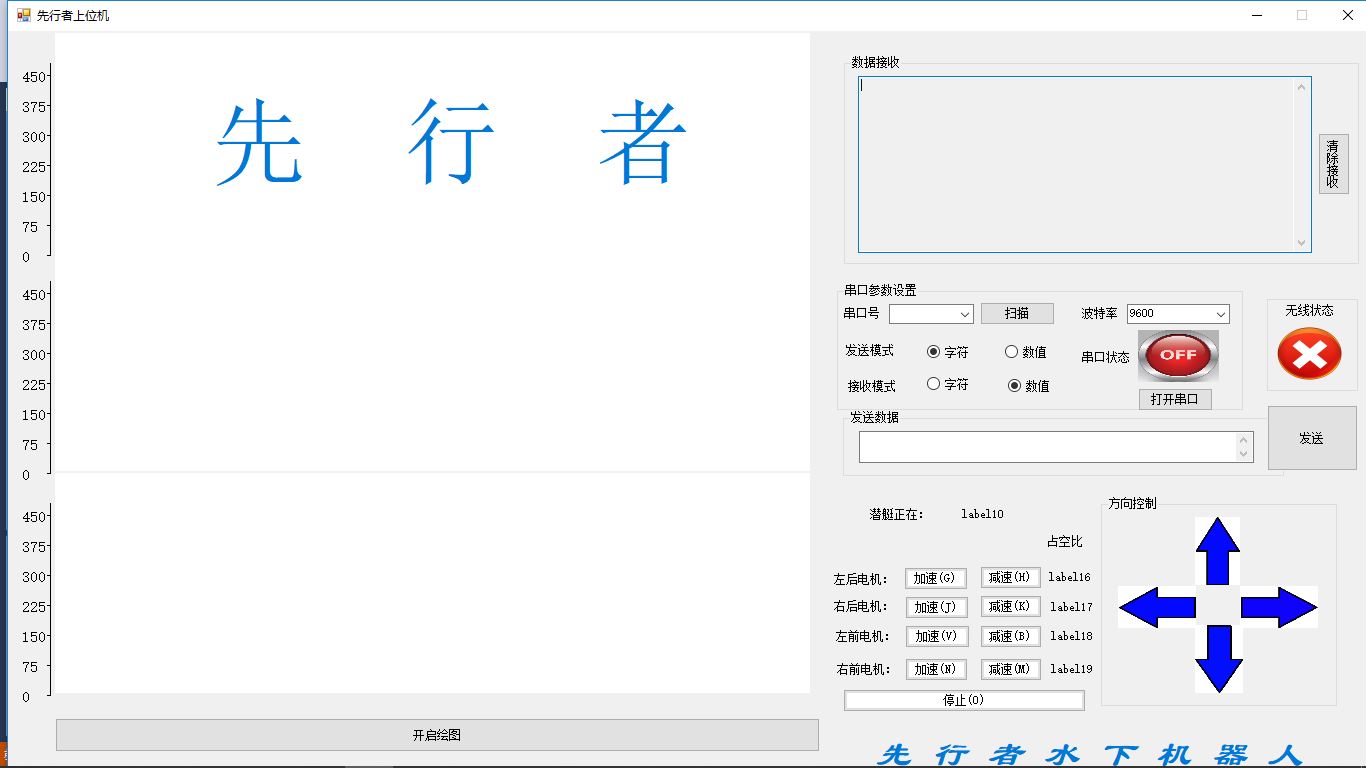 先行者上位机
先 行 者
450
375
300
225
150
75
0
450
375
300
225
150
75
0
450
375
300
225
150
75
0
开启绘图
数据接收
清除接收
串口参数设置
串口号 扫描 波特率 9600
发送模式 字符 数值
接收模式 字符 数值
串口状态 OFF
打开串口
无线状态
发送数据
发送
潜艇正在： label10
占空比
左后电机： 加速(G) 减速(H) label16
右后电机： 加速(J) 减速(K) label17
左前电机： 加速(V) 减速(B) label18
右前电机： 加速(N) 减速(M) label19
停止(O)
方向控制
先 行 者 水 下 机 器 人